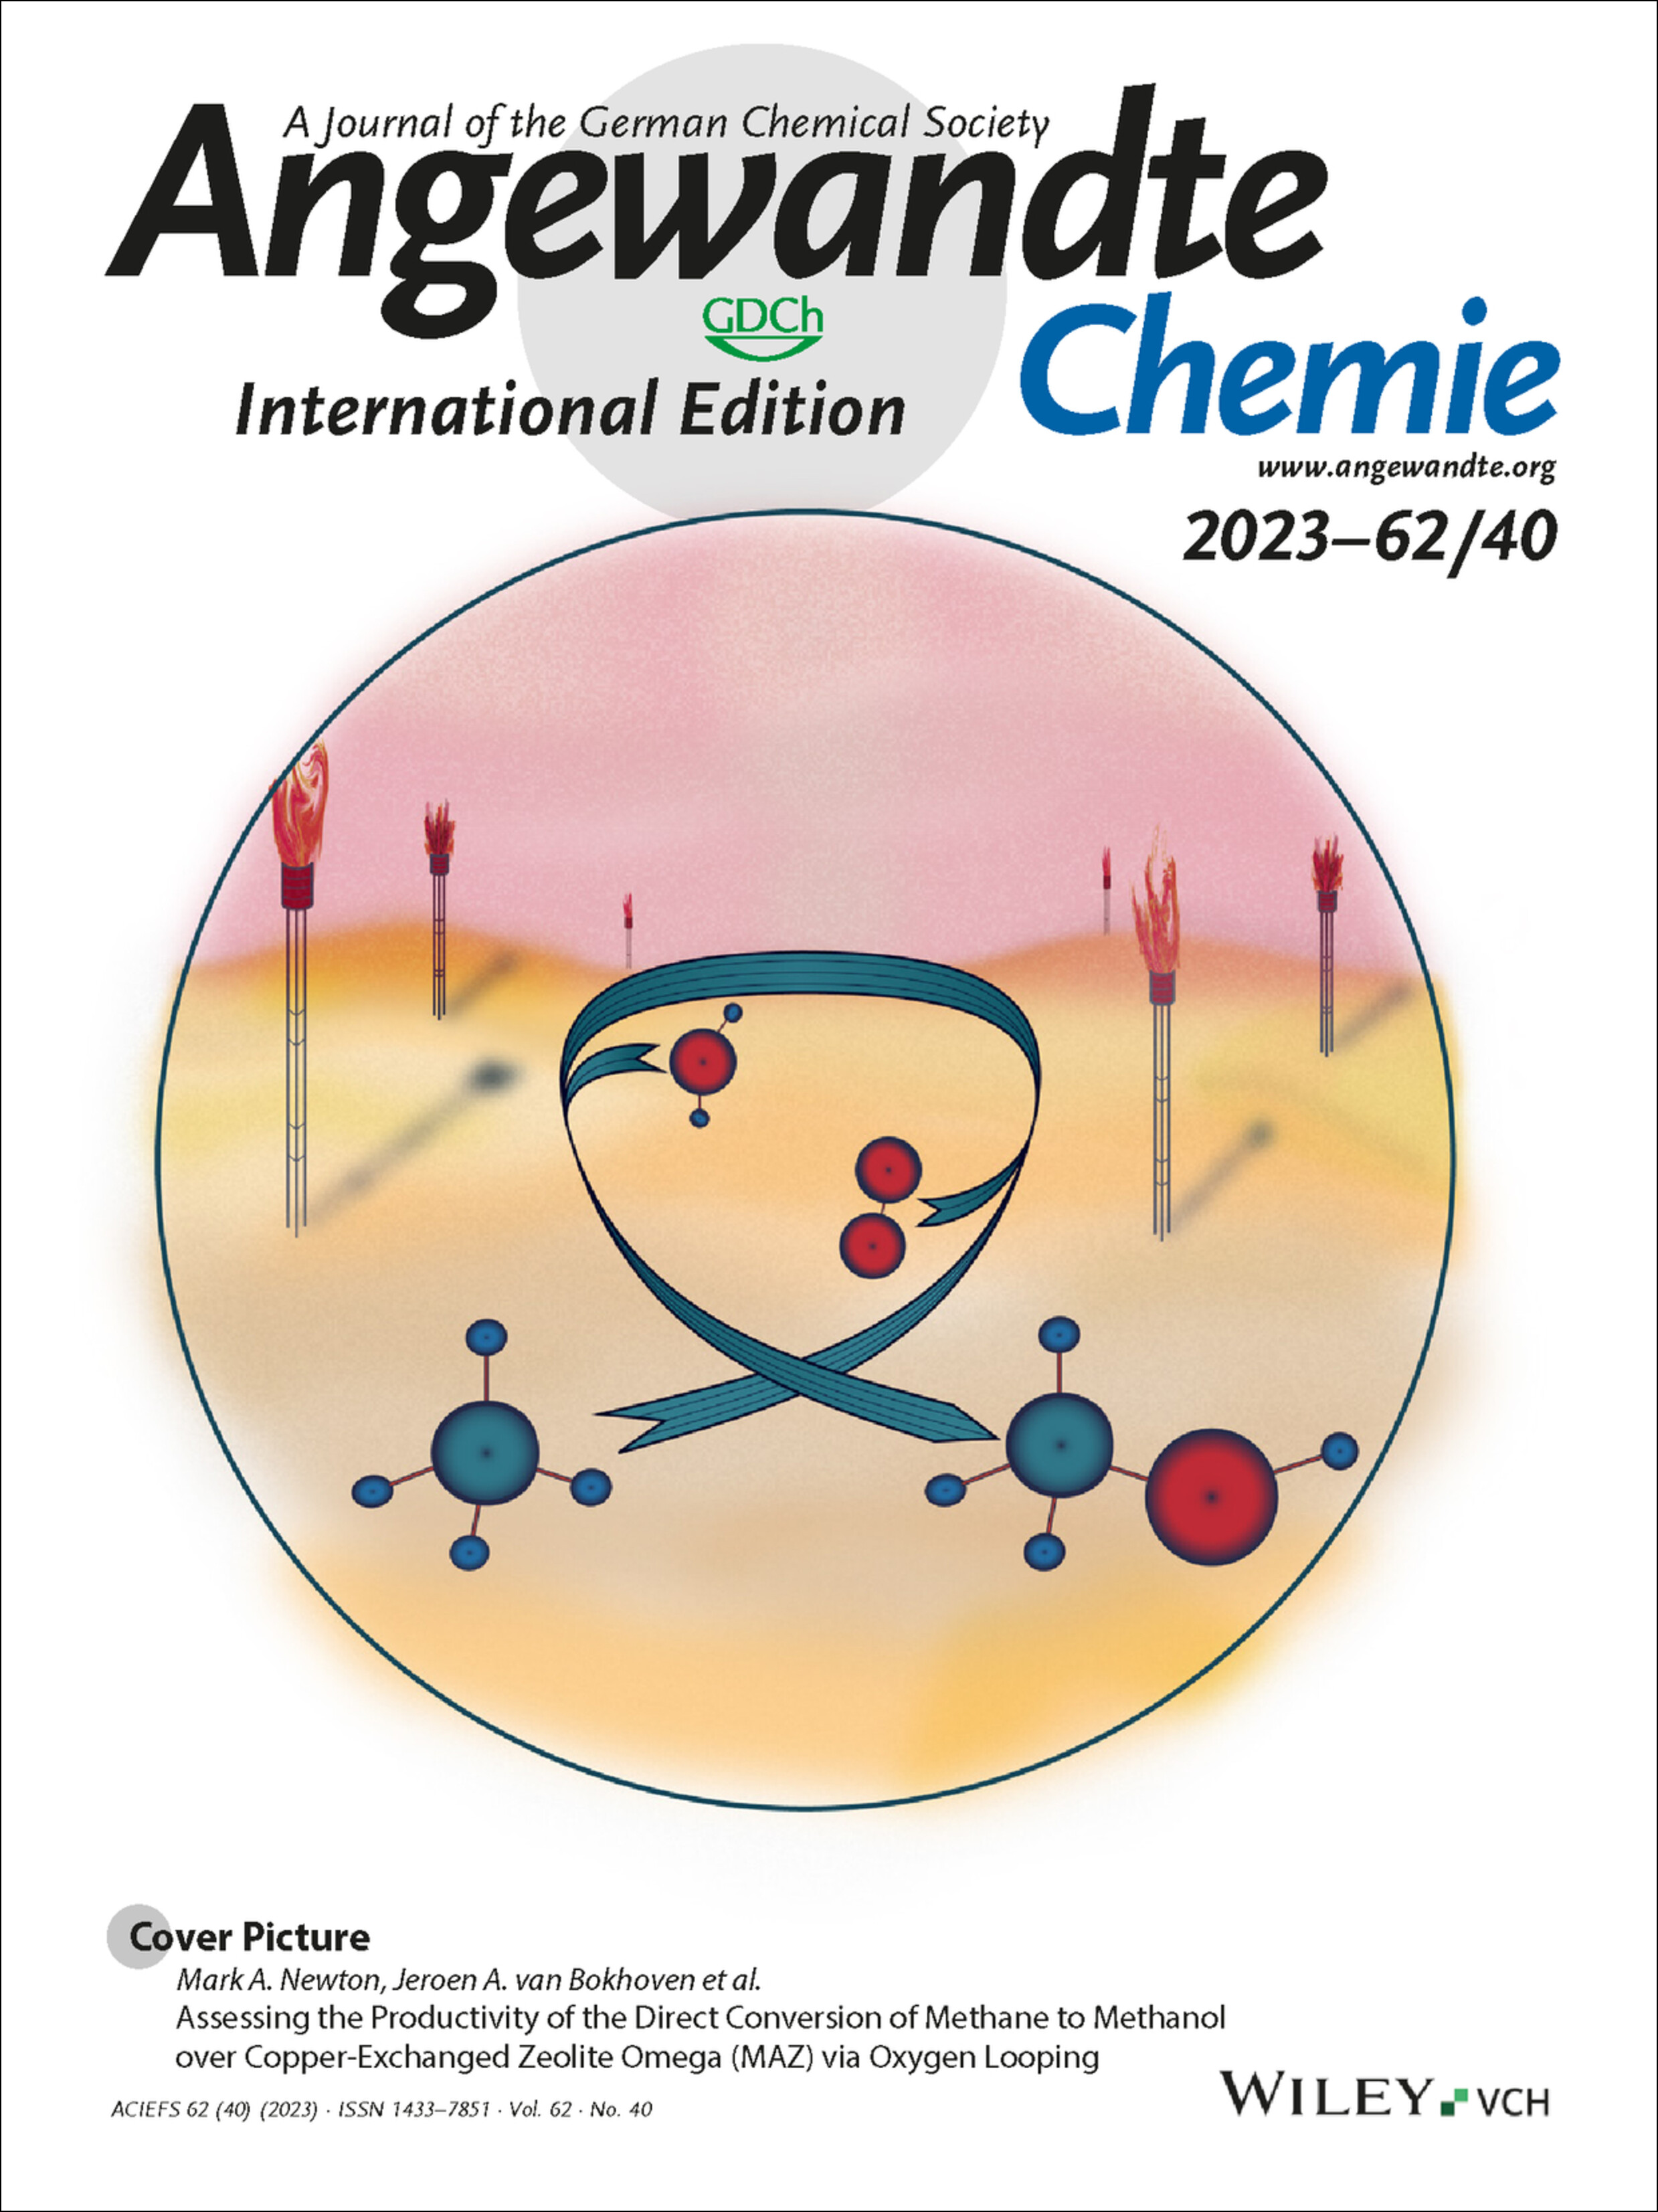 A Journal of the German Chemical Society
Angewandte
GDCh
Chemie
International Edition
www.angewandte.org
2023–62/40
Cover Picture
Mark A. Newton, Jeroen A. van Bokhoven et al.
Assessing the Productivity of the Direct Conversion of Methane to Methanol
over Copper-Exchanged Zeolite Omega (MAZ) via Oxygen Looping
ACIEFS 62 (40) (2023) · ISSN 1433–7851 · Vol. 62 · No. 40
WILEY VCH